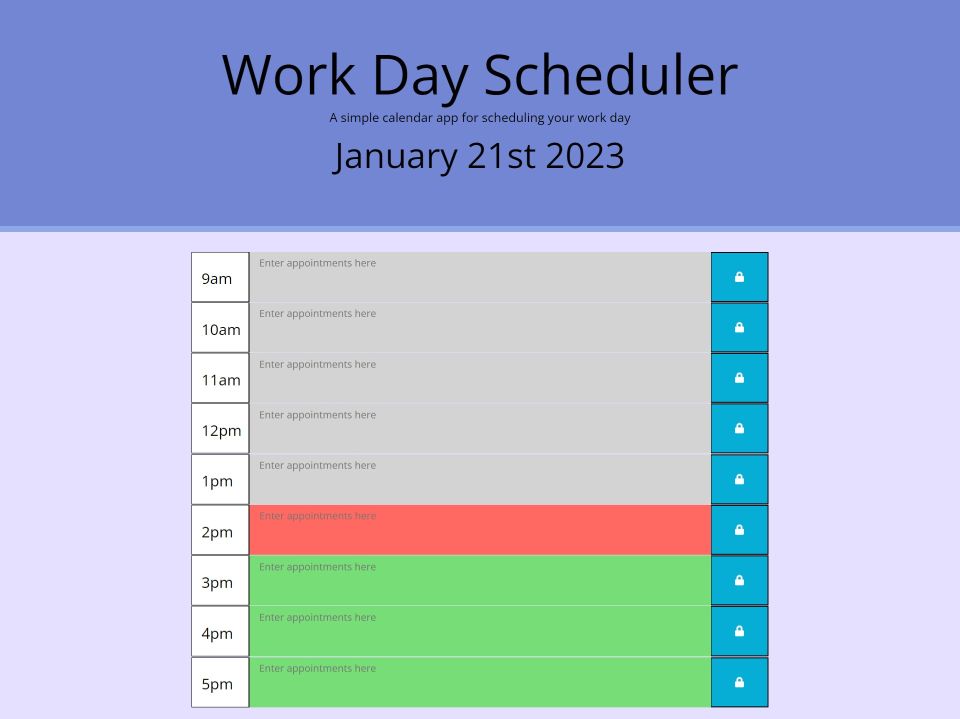 Work Day Scheduler
A simple calendar app for scheduling your work day
January 21st 2023
Enter appointments here
9am
Enter appointments here
10am
Enter appointments here
11am
Enter appointments here
12pm
Enter appointments here
1pm
Enter appointments here
2pm
Enter appointments here
3pm
Enter appointments here
4pm
Enter appointments here
5pm